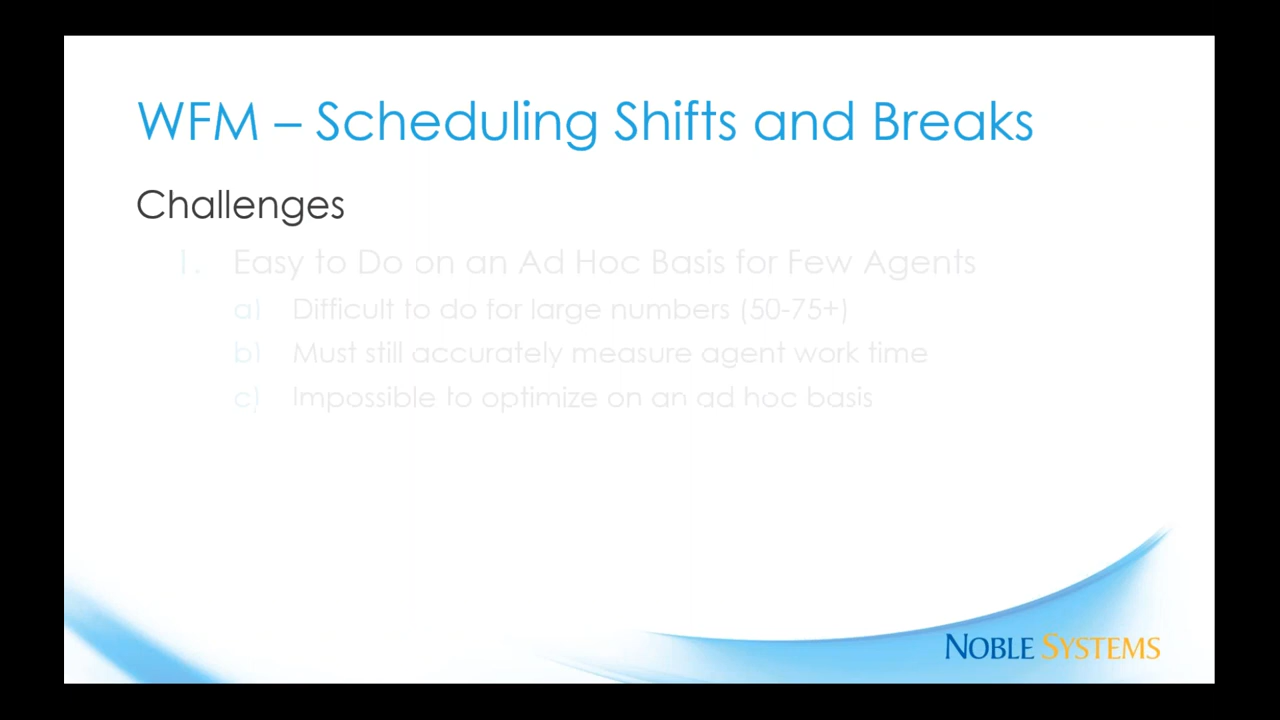 WFM – Scheduling Shifts and Breaks
Challenges
1. Easy to Do on an Ad Hoc Basis for Few Agents
a) Difficult to do for large numbers (50-75+)
b) Must still accurately measure agent work time
c) Impossible to optimize on an ad hoc basis
NOBLE SYSTEMS